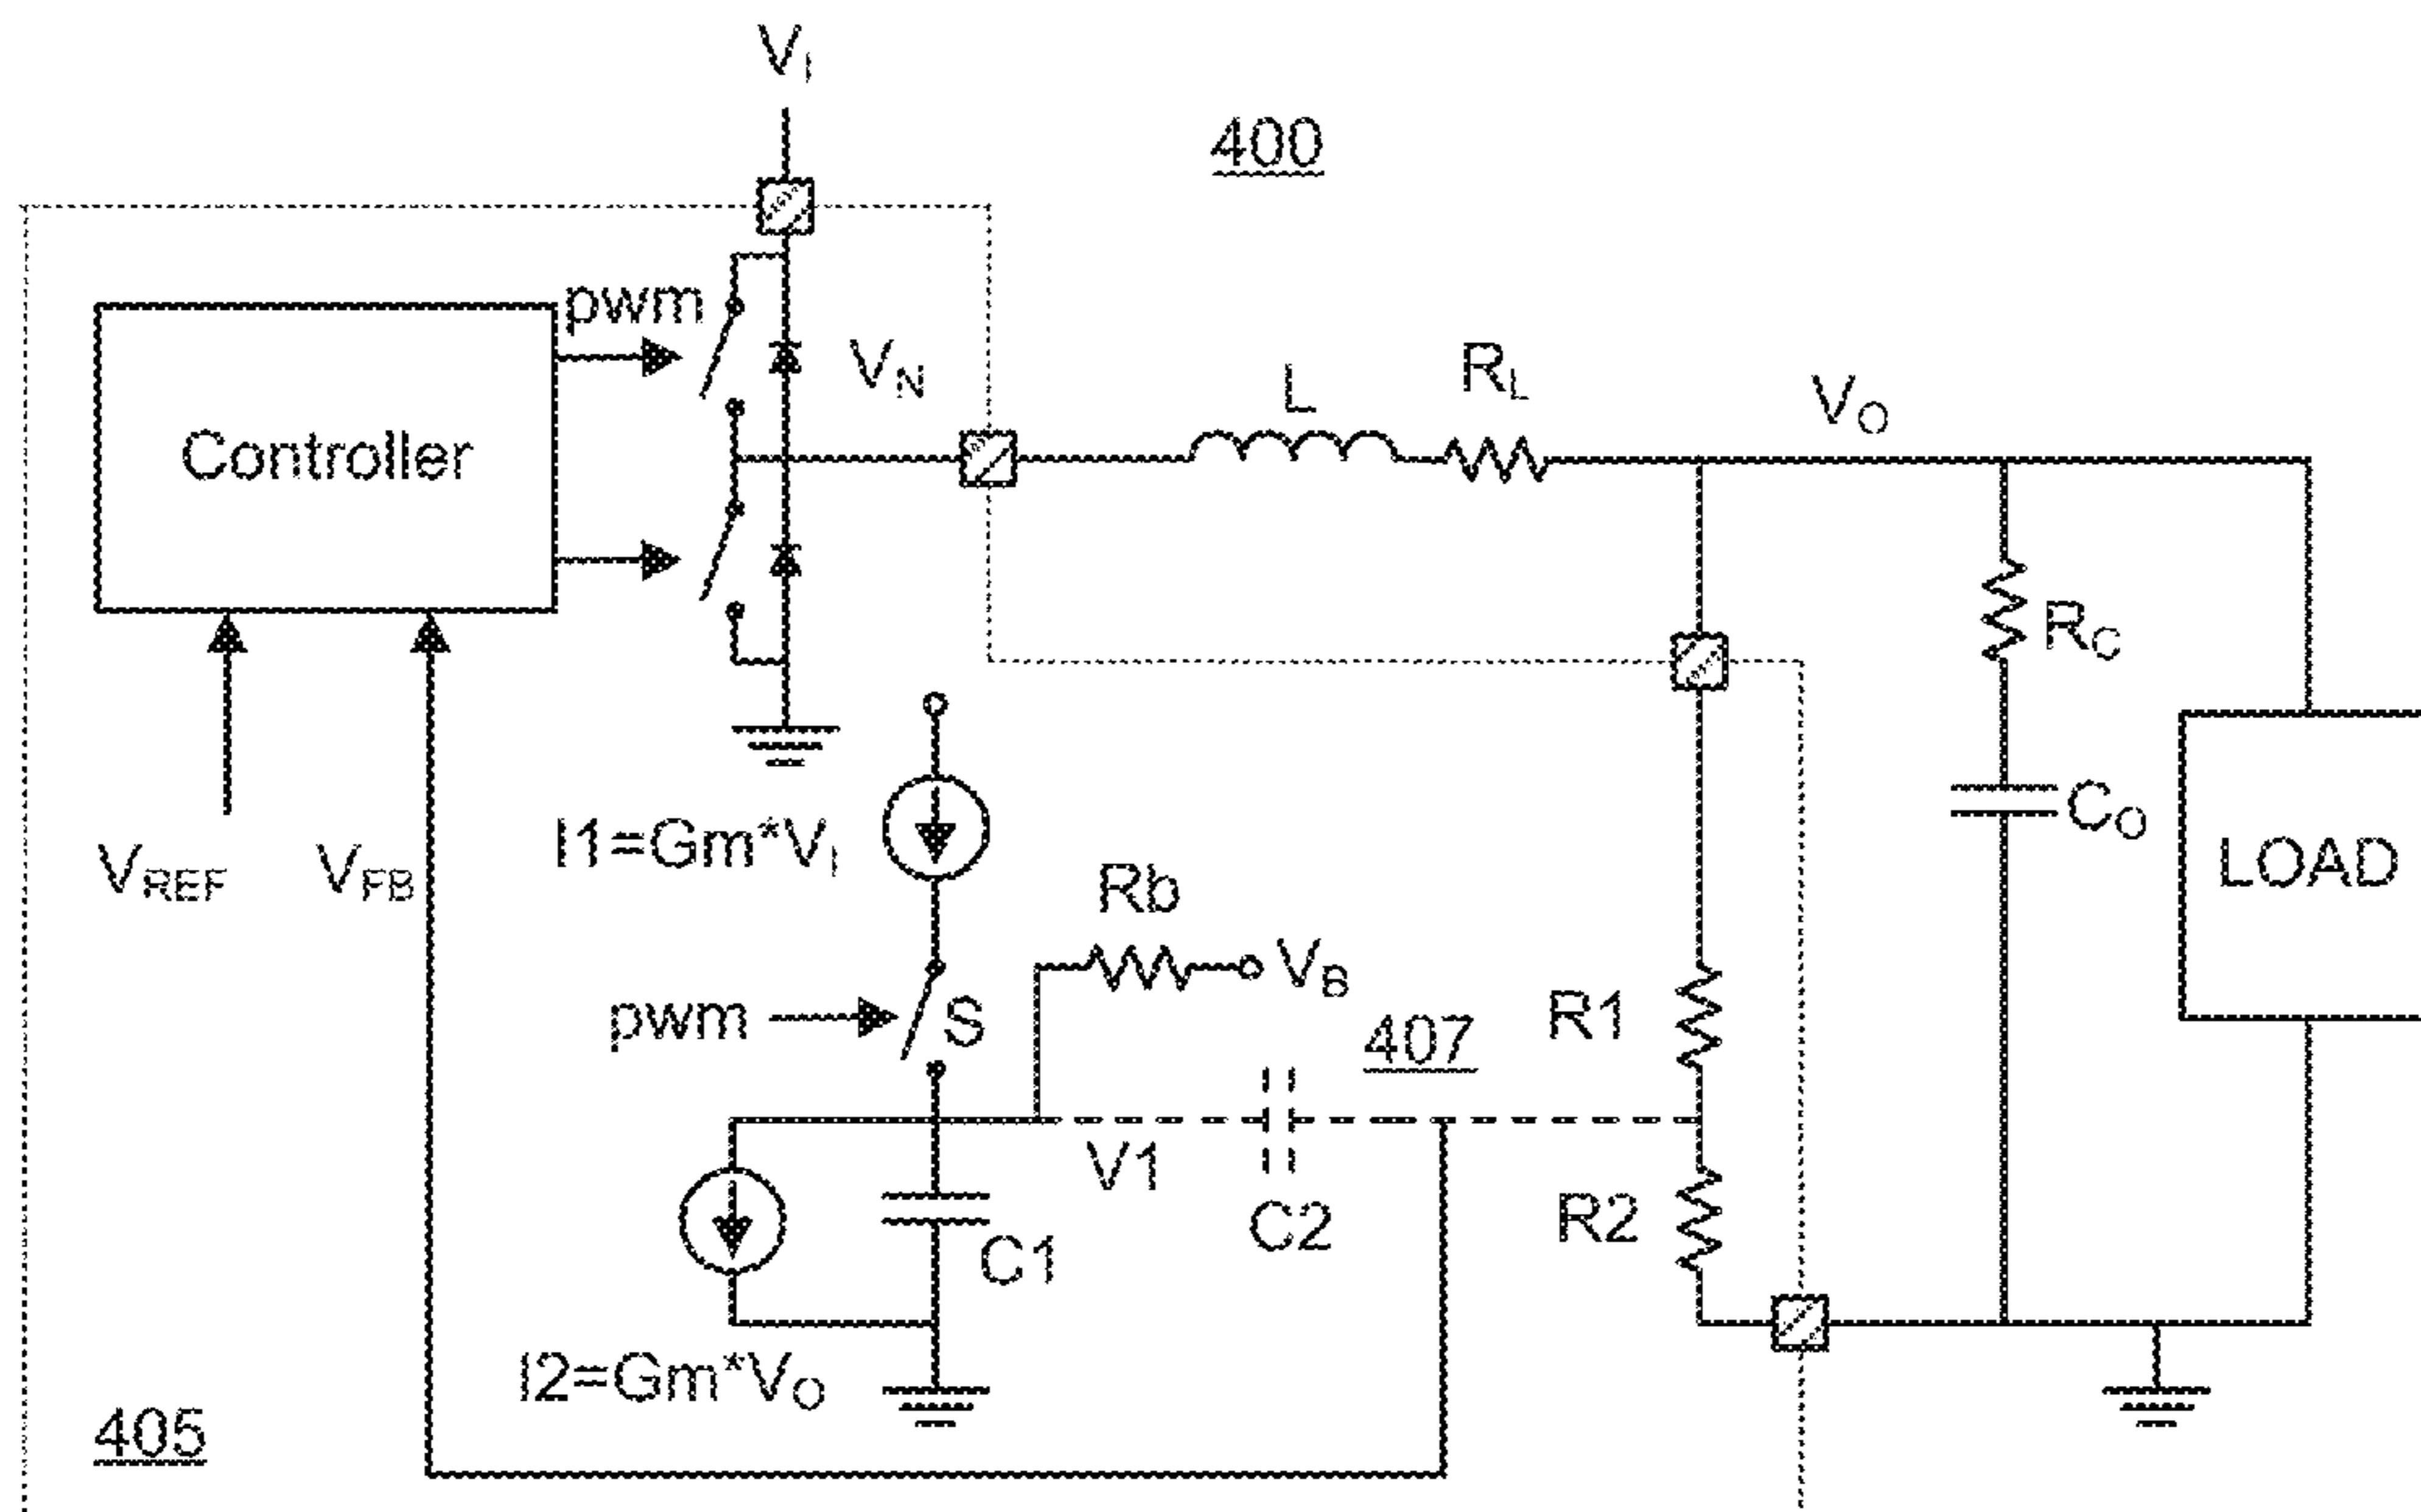 V_I
400
pwm
V_N
Controller
L
R_L
V_O
R_C
C_O
LOAD
V_REF
V_FB
I1=Gm*V_I
Rb
V_B
pwm
S
407
R1
V1
C2
R2
C1
I2=Gm*V_O
405